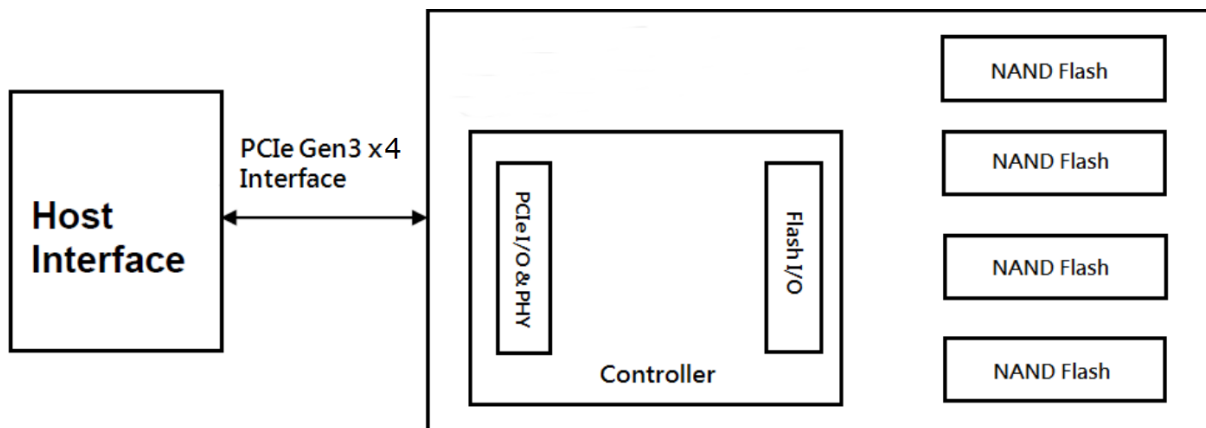 Host
Interface
PCIe Gen3 x4
Interface
PCIe I/O & PHY
Flash I/O
Controller
NAND Flash
NAND Flash
NAND Flash
NAND Flash